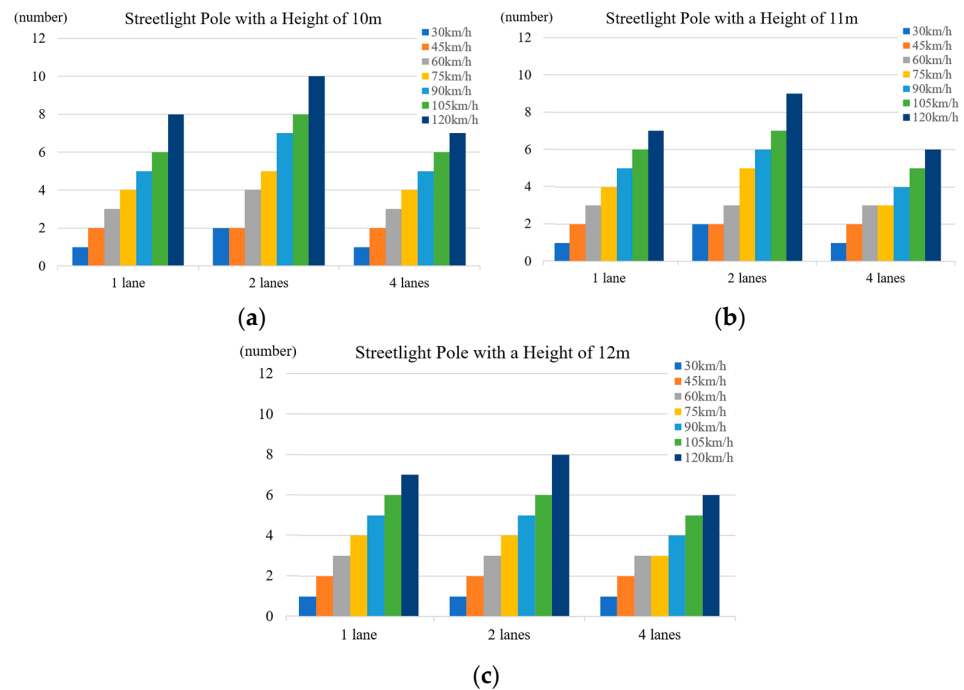 (number)
Streetlight Pole with a Height of 10m
12
10
8
6
4
2
0
30km/h
45km/h
60km/h
75km/h
90km/h
105km/h
120km/h
1 lane
2 lanes
4 lanes
(a)
(number)
Streetlight Pole with a Height of 11m
12
10
8
6
4
2
0
30km/h
45km/h
60km/h
75km/h
90km/h
105km/h
120km/h
1 lane
2 lanes
4 lanes
(b)
(number)
Streetlight Pole with a Height of 12m
12
10
8
6
4
2
0
30km/h
45km/h
60km/h
75km/h
90km/h
105km/h
120km/h
1 lane
2 lanes
4 lanes
(c)